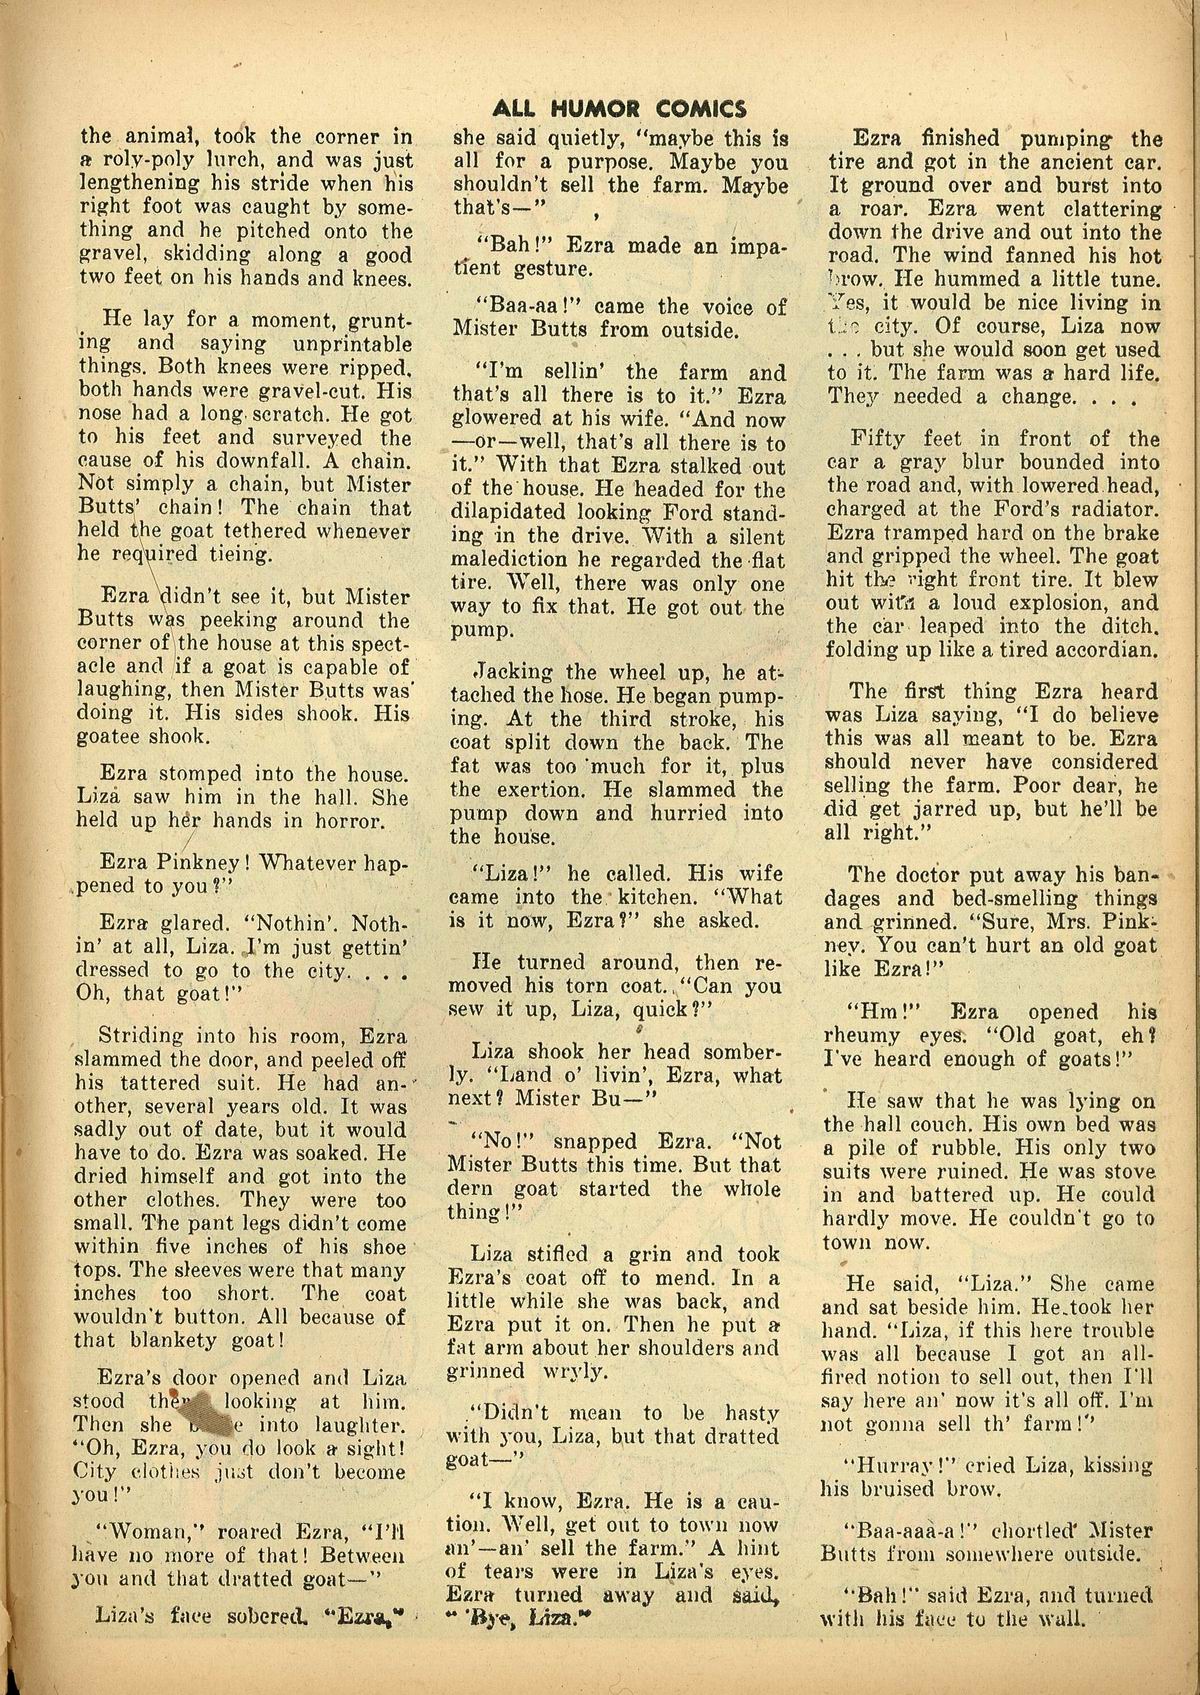 ALL HUMOR COMICS
the animal, took the corner in
a roly-poly lurch, and was just
lengthening his stride when his
right foot was caught by some-
thing and he pitched onto the
gravel, skidding along a good
two feet on his hands and knees.
He lay for a moment, grunt-
ing and saying unprintable
things. Both knees were ripped,
both hands were gravel-cut. His
nose had a long scratch. He got
to his feet and surveyed the
cause of his downfall. A chain.
Not simply a chain, but Mister
Butts' chain! The chain that
held the goat tethered whenever
he required tieing.
Ezra didn't see it, but Mister
Butts was peeking around the
corner of the house at this spect-
acle and if a goat is capable of
laughing, then Mister Butts was
doing it. His sides shook. His
goatee shook.
Ezra stomped into the house.
Liza saw him in the hall. She
held up her hands in horror.
Ezra Pinkney! Whatever hap-
pened to you?"
Ezra glared. "Nothin'. Noth-
in' at all, Liza. I'm just gettin'
dressed to go to the city. . . .
Oh, that goat!"
Striding into his room, Ezra
slammed the door, and peeled off
his tattered suit. He had an-
other, several years old. It was
sadly out of date, but it would
have to do. Ezra was soaked. He
dried himself and got into the
other clothes. They were too
small. The pant legs didn't come
within five inches of his shoe
tops. The sleeves were that many
inches too short. The coat
wouldn't button. All because of
that blankety goat!
Ezra's door opened and Liza
stood there looking at him.
Then she into laughter.
"Oh, Ezra, you do look a sight!
City clothes just don't become
you!"
"Woman," roared Ezra, "I'll
have no more of that! Between
you and that dratted goat—"
Liza's face sobered. "Ezra,"
she said quietly, "maybe this is
all for a purpose. Maybe you
shouldn't sell the farm. Maybe
that's—"
"Bah!" Ezra made an impa-
tient gesture.
"Baa-aa!" came the voice of
Mister Butts from outside.
"I'm sellin' the farm and
that's all there is to it." Ezra
glowered at his wife. "And now
—or—well, that's all there is to
it." With that Ezra stalked out
of the house. He headed for the
dilapidated looking Ford stand-
ing in the drive. With a silent
malediction he regarded the flat
tire. Well, there was only one
way to fix that. He got out the
pump.
Jacking the wheel up, he at-
tached the hose. He began pump-
ing. At the third stroke, his
coat split down the back. The
fat was too much for it, plus
the exertion. He slammed the
pump down and hurried into
the house.
"Liza!" he called. His wife
came into the kitchen. "What
is it now, Ezra?" she asked.
He turned around, then re-
moved his torn coat. "Can you
sew it up, Liza, quick?"
Liza shook her head somber-
ly. "Land o' livin', Ezra, what
next? Mister Bu—"
"No!" snapped Ezra. "Not
Mister Butts this time. But that
dern goat started the whole
thing!"
Liza stifled a grin and took
Ezra's coat off to mend. In a
little while she was back, and
Ezra put it on. Then he put a
fat arm about her shoulders and
grinned wryly.
"Didn't mean to be hasty
with you, Liza, but that dratted
goat—"
"I know, Ezra. He is a cau-
tion. Well, get out to town now
an'—an' sell the farm." A hint
of tears were in Liza's eyes.
Ezra turned away and said,
" 'Bye, Liza."
Ezra finished pumping the
tire and got in the ancient car.
It ground over and burst into
a roar. Ezra went clattering
down the drive and out into the
road. The wind fanned his hot
brow. He hummed a little tune.
Yes, it would be nice living in
the city. Of course, Liza now
. . . but she would soon get used
to it. The farm was a hard life.
They needed a change. . . .
Fifty feet in front of the
car a gray blur bounded into
the road and, with lowered head,
charged at the Ford's radiator.
Ezra tramped hard on the brake
and gripped the wheel. The goat
hit the right front tire. It blew
out with a loud explosion, and
the car leaped into the ditch,
folding up like a tired accordian.
The first thing Ezra heard
was Liza saying, "I do believe
this was all meant to be. Ezra
should never have considered
selling the farm. Poor dear, he
did get jarred up, but he'll be
all right."
The doctor put away his ban-
dages and bed-smelling things
and grinned. "Sure, Mrs. Pink-
ney. You can't hurt an old goat
like Ezra!"
"Hm!" Ezra opened his
rheumy eyes. "Old goat, eh?
I've heard enough of goats!"
He saw that he was lying on
the hall couch. His own bed was
a pile of rubble. His only two
suits were ruined. He was stove
in and battered up. He could
hardly move. He couldn't go to
town now.
He said, "Liza." She came
and sat beside him. He took her
hand. "Liza, if this here trouble
was all because I got an all-
fired notion to sell out, then I'll
say here an' now it's all off. I'm
not gonna sell th' farm!"
"Hurray!" cried Liza, kissing
his bruised brow.
"Baa-aaa-a!" chortled Mister
Butts from somewhere outside.
"Bah!" said Ezra, and turned
with his face to the wall.